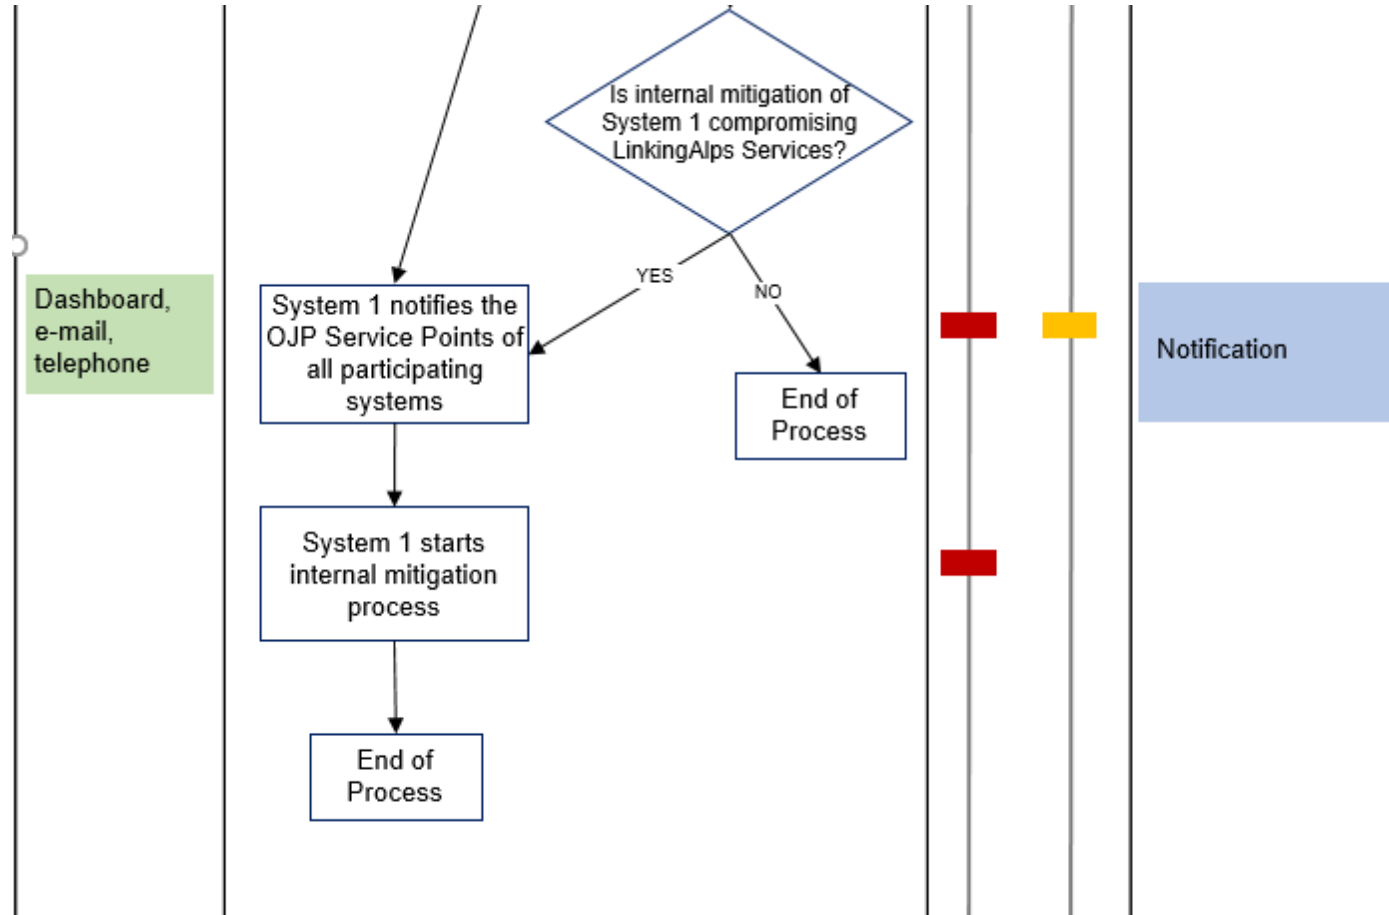 Is internal mitigation of
System 1 compromising
LinkingAlps Services?
YES
NO
Dashboard,
e-mail,
telephone
System 1 notifies the
OJP Service Points of
all participating
systems
Notification
End of
Process
System 1 starts
internal mitigation
process
End of
Process